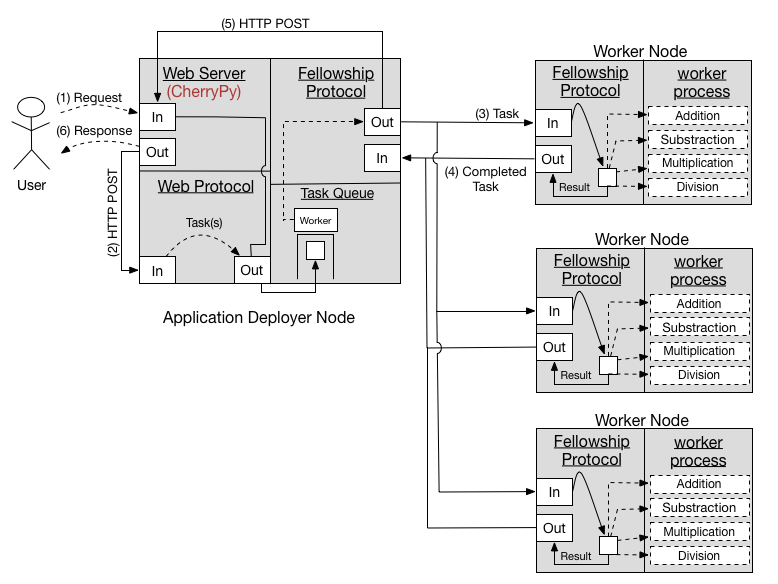 (5) HTTP POST
Web Server
(CherryPy)
Fellowship
Protocol
(1) Request
In
Out
(6) Response
Out
In
User
(2) HTTP POST
Web Protocol
Task Queue
Task(s)
Worker
In
Out
Application Deployer Node
(3) Task
(4) Completed
Task
Worker Node
Fellowship
Protocol
worker
process
In
Out
Result
Addition
Substraction
Multiplication
Division
Worker Node
Fellowship
Protocol
worker
process
In
Out
Result
Addition
Substraction
Multiplication
Division
Worker Node
Fellowship
Protocol
worker
process
In
Out
Result
Addition
Substraction
Multiplication
Division